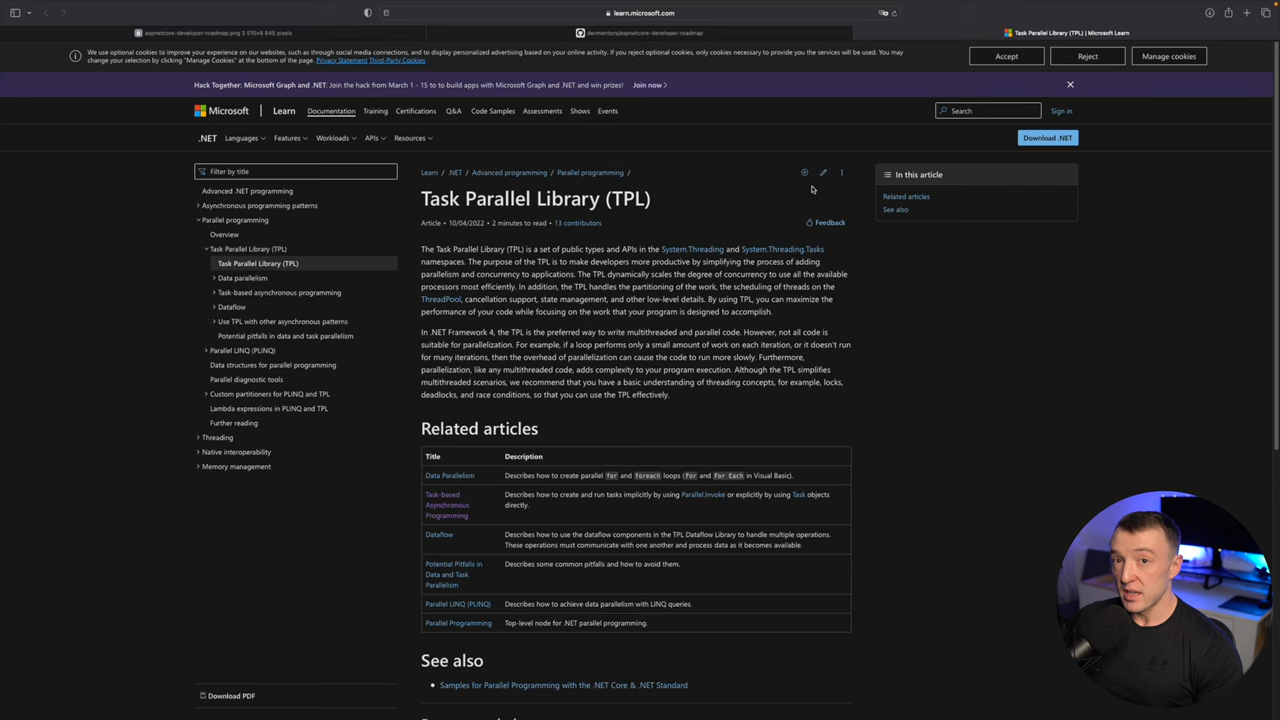 learn.microsoft.com
aspnetcore-developer-roadmap.png 3 515×8 845 pixels
devmentors/aspnetcore-developer-roadmap
Task Parallel Library (TPL) | Microsoft Learn
We use optional cookies to improve your experience on our websites, such as through social media connections, and to display personalized advertising based on your online activity. If you reject optional cookies, only cookies necessary to provide you the services will be used. You may
change your selection by clicking "Manage Cookies" at the bottom of the page. Privacy Statement Third-Party Cookies
Accept
Reject
Manage cookies
Hack Together: Microsoft Graph and .NET: Join the hack from March 1 - 15 to to build apps with Microsoft Graph and .NET and win prizes! Join now >
Microsoft
Learn
Documentation
Training
Certifications
Q&A
Code Samples
Assessments
Shows
Events
Search
Sign in
.NET
Languages
Features
Workloads
APIs
Resources
Download .NET
Filter by title
Advanced .NET programming
Asynchronous programming patterns
Parallel programming
Overview
Task Parallel Library (TPL)
Task Parallel Library (TPL)
Data parallelism
Task-based asynchronous programming
Dataflow
Use TPL with other asynchronous patterns
Potential pitfalls in data and task parallelism
Parallel LINQ (PLINQ)
Data structures for parallel programming
Parallel diagnostic tools
Custom partitioners for PLINQ and TPL
Lambda expressions in PLINQ and TPL
Further reading
Threading
Native interoperability
Memory management
Download PDF
Learn / .NET / Advanced programming / Parallel programming /
Task Parallel Library (TPL)
Article • 10/04/2022 • 2 minutes to read • 13 contributors
Feedback
The Task Parallel Library (TPL) is a set of public types and APIs in the System.Threading and System.Threading.Tasks
namespaces. The purpose of the TPL is to make developers more productive by simplifying the process of adding
parallelism and concurrency to applications. The TPL dynamically scales the degree of concurrency to use all the available
processors most efficiently. In addition, the TPL handles the partitioning of the work, the scheduling of threads on the
ThreadPool, cancellation support, state management, and other low-level details. By using TPL, you can maximize the
performance of your code while focusing on the work that your program is designed to accomplish.
In .NET Framework 4, the TPL is the preferred way to write multithreaded and parallel code. However, not all code is
suitable for parallelization. For example, if a loop performs only a small amount of work on each iteration, or it doesn't run
for many iterations, then the overhead of parallelization can cause the code to run more slowly. Furthermore,
parallelization, like any multithreaded code, adds complexity to your program execution. Although the TPL simplifies
multithreaded scenarios, we recommend that you have a basic understanding of threading concepts, for example, locks,
deadlocks, and race conditions, so that you can use the TPL effectively.
Related articles
Title Description
Data Parallelism Describes how to create parallel for and foreach loops (For and For Each in Visual Basic).
Task-based Describes how to create and run tasks implicitly by using Parallel.Invoke or explicitly by using Task objects
Asynchronous directly.
Programming
Dataflow Describes how to use the dataflow components in the TPL Dataflow Library to handle multiple operations.
These operations must communicate with one another and process data as it becomes available.
Potential Pitfalls in Describes some common pitfalls and how to avoid them.
Data and Task
Parallelism
Parallel LINQ (PLINQ) Describes how to achieve data parallelism with LINQ queries.
Parallel Programming Top-level node for .NET parallel programming.
See also
• Samples for Parallel Programming with the .NET Core & .NET Standard
In this article
Related articles
See also